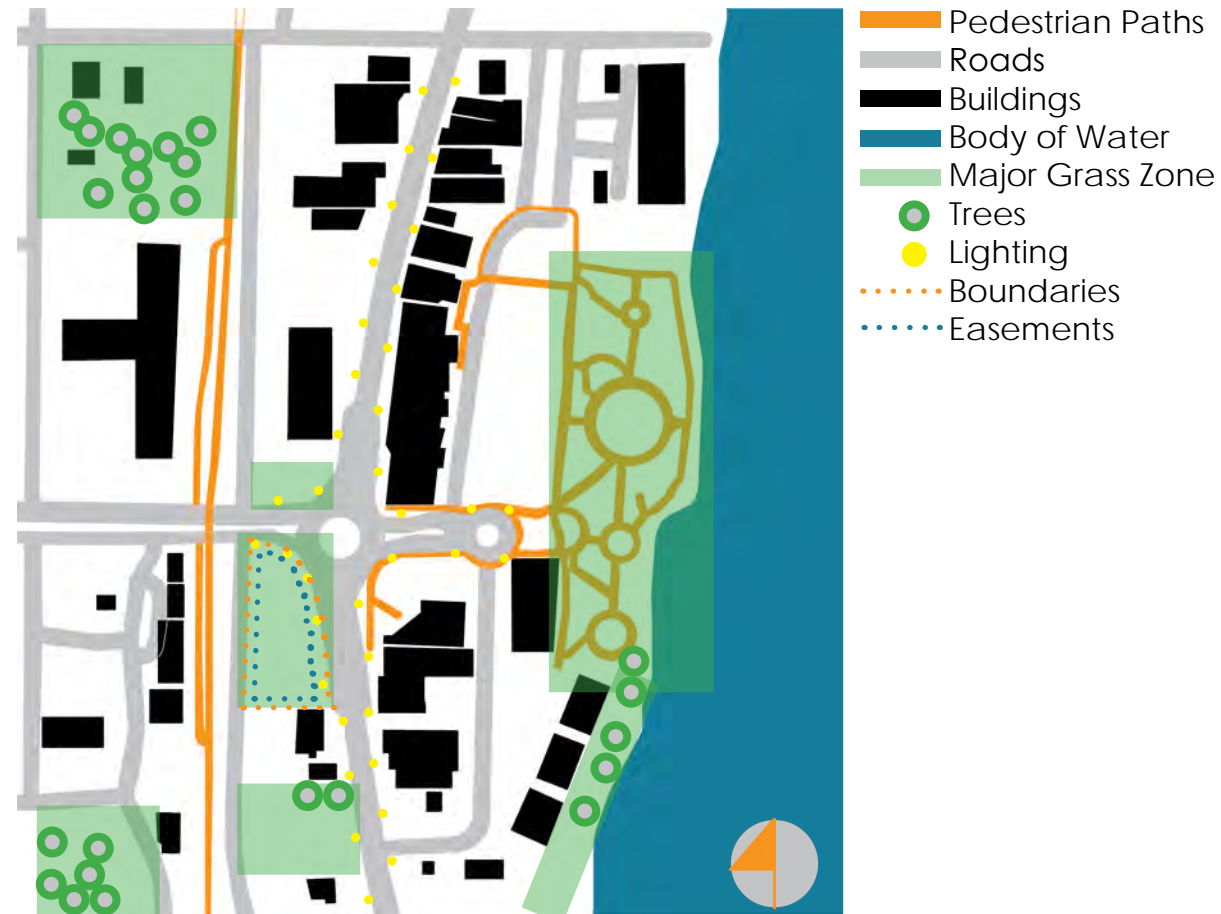 Pedestrian Paths
Roads
Buildings
Body of Water
Major Grass Zone
Trees
Lighting
Boundaries
Easements